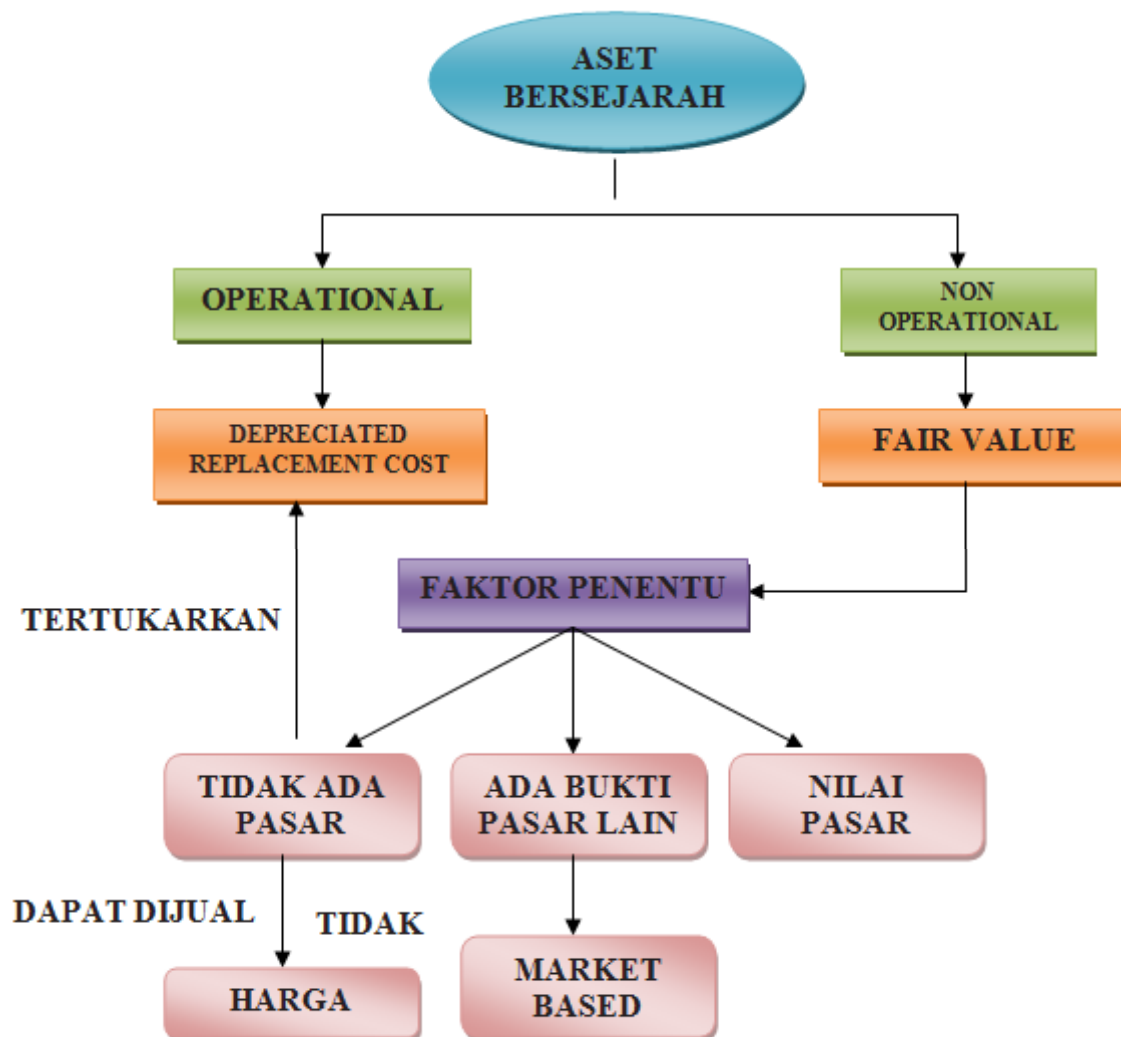 ASET
BERSEJARAH
OPERATIONAL
NON
OPERATIONAL
DEPRECIATED
REPLACEMENT COST
FAIR VALUE
FAKTOR PENENTU
TERTUKARKAN
TIDAK ADA
PASAR
ADA BUKTI
PASAR LAIN
NILAI
PASAR
DAPAT DIJUAL
TIDAK
HARGA
MARKET
BASED